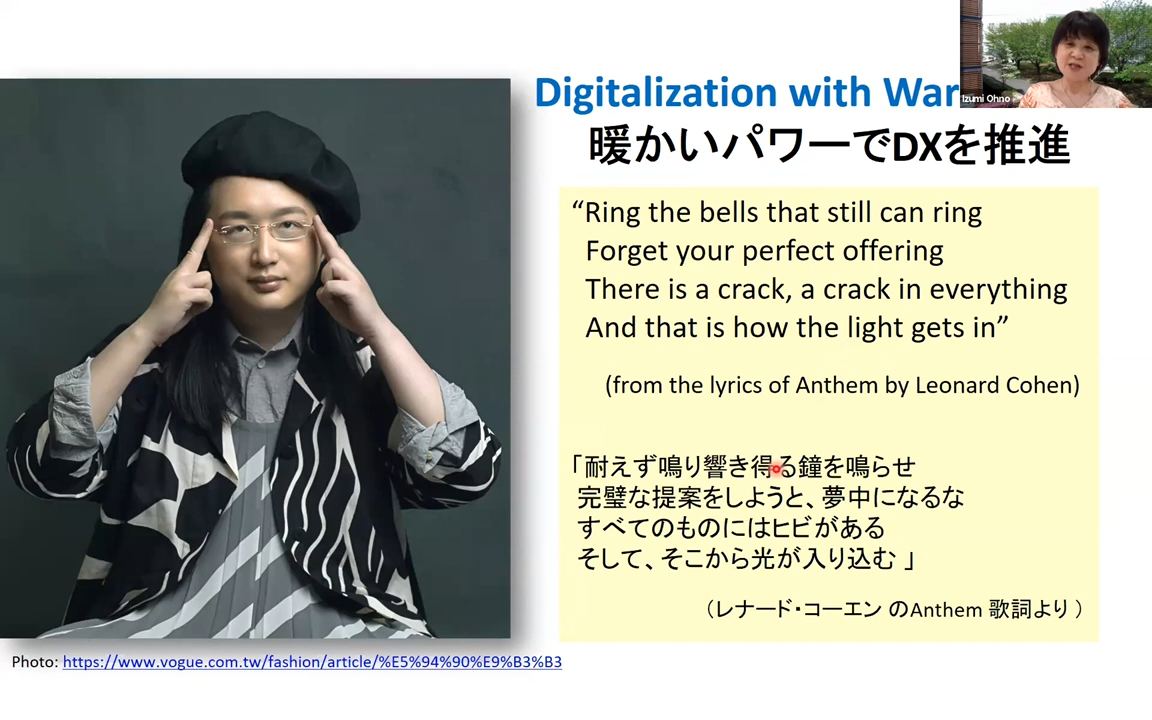 Digitalization with War
Izumi Ohno
暖かいパワーでDXを推進
“Ring the bells that still can ring
Forget your perfect offering
There is a crack, a crack in everything
And that is how the light gets in”
(from the lyrics of Anthem by Leonard Cohen)
「耐えず鳴り響き得る鐘を鳴らせ
完璧な提案をしようと、夢中になるな
すべてのものにはヒビがある
そして、そこから光が入り込む 」
（レナード・コーエン のAnthem 歌詞より ）
Photo: https://www.vogue.com.tw/fashion/article/%E5%94%90%E9%B3%B3